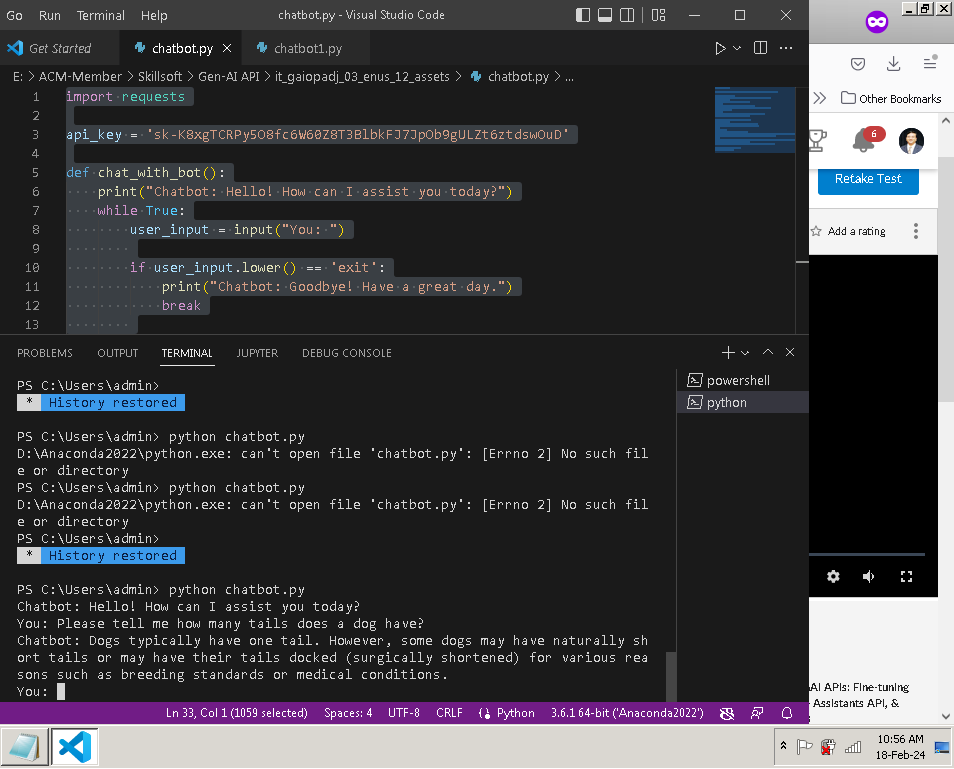 Go Run Terminal Help chatbot.py - Visual Studio Code
Get Started chatbot.py chatbot1.py
E: > ACM-Member > Skillsoft > Gen-AI API > it_gaiopadj_03_enus_12_assets > chatbot.py > ...
1 import requests
2
3 api_key = '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'
4
5 def chat_with_bot():
6 print("Chatbot: Hello! How can I assist you today?")
7 while True:
8 user_input = input("You: ")
9
10 if user_input.lower() == 'exit':
11 print("Chatbot: Goodbye! Have a great day.")
12 break
13
PROBLEMS OUTPUT TERMINAL JUPYTER DEBUG CONSOLE
PS C:\Users\admin>
* History restored
PS C:\Users\admin> python chatbot.py
D:\Anaconda2022\python.exe: can't open file 'chatbot.py': [Errno 2] No such fil
e or directory
PS C:\Users\admin> python chatbot.py
D:\Anaconda2022\python.exe: can't open file 'chatbot.py': [Errno 2] No such fil
e or directory
PS C:\Users\admin>
* History restored
PS C:\Users\admin> python chatbot.py
Chatbot: Hello! How can I assist you today?
You: Please tell me how many tails does a dog have?
Chatbot: Dogs typically have one tail. However, some dogs may have naturally sh
ort tails or may have their tails docked (surgically shortened) for various rea
sons such as breeding standards or medical conditions.
You:
powershell
python
Ln 33, Col 1 (1059 selected) Spaces: 4 UTF-8 CRLF Python 3.6.1 64-bit ('Anaconda2022')
Other Bookmarks
6
Retake Test
Add a rating
AI APIs: Fine-tuning
Assistants API, &
10:56 AM
18-Feb-24